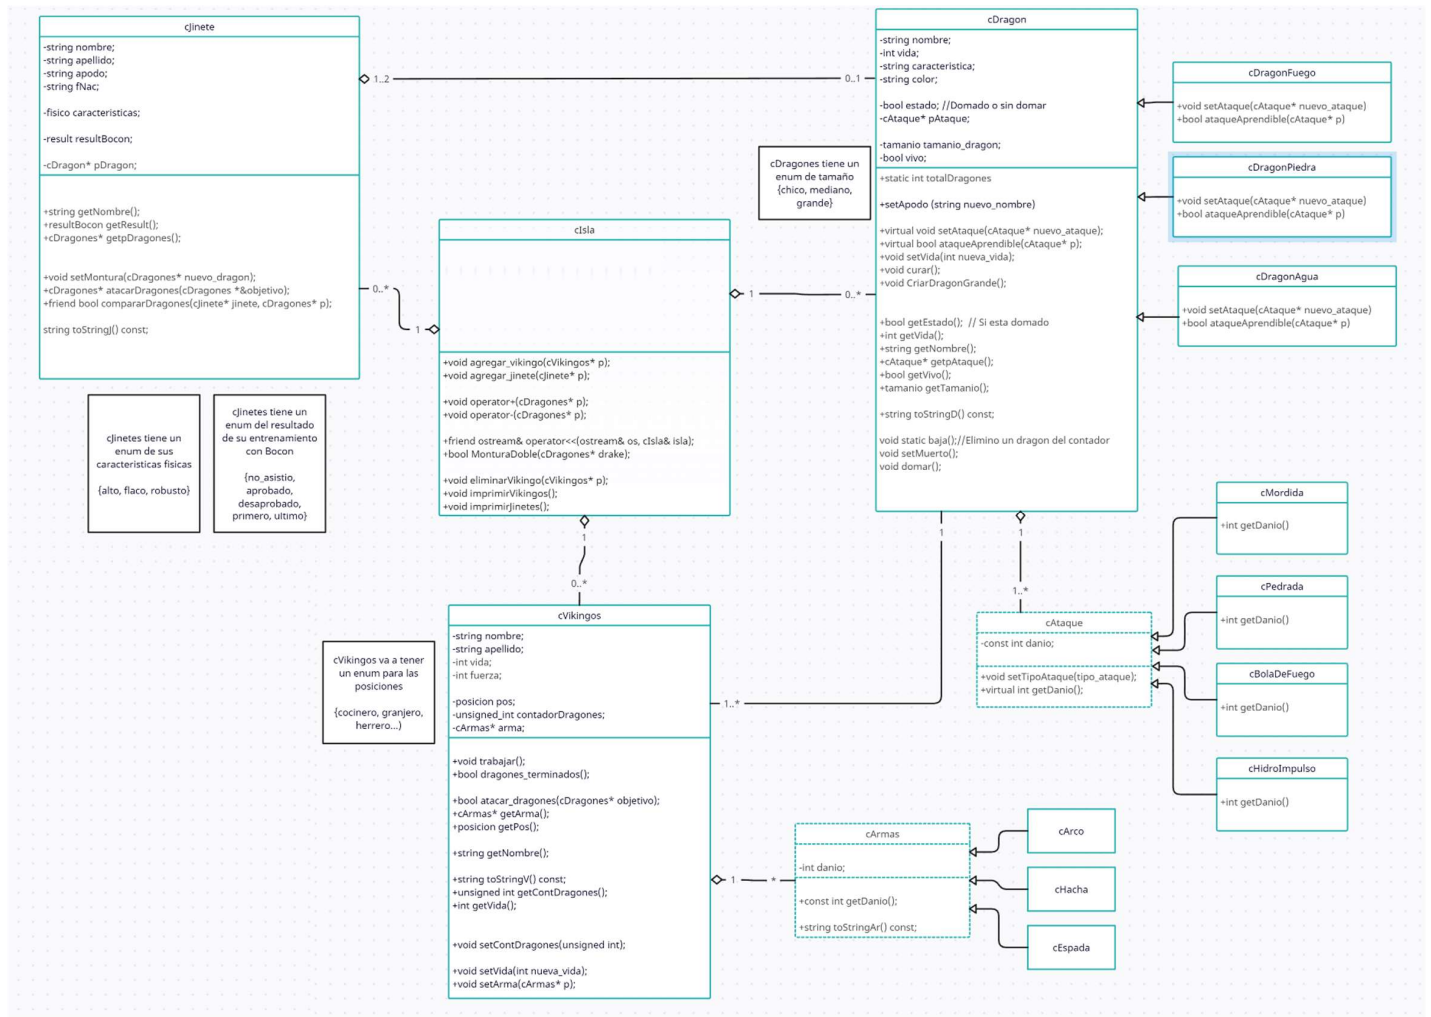 cJinete
-string nombre;
-string apellido;
-string apodo;
-string fNac;
-fisico caracteristicas;
-result resultBocon;
-cDragon* pDragon;
+string getNombre();
+resultBocon getResult();
+cDragones* getpDragones();
+void setMontura(cDragones* nuevo_dragon);
+cDragones* atacarDragones(cDragones *&objetivo);
+friend bool compararDragones(cJinete* jinete, cDragones* p);
string toStringJ() const;
1..2
0..1
0..*
1
cJinetes tiene un
enum de sus
caracteristicas fisicas
{alto, flaco, robusto}
cJinetes tiene un
enum del resultado
de su entrenamiento
con Bocon
{no_asistio,
aprobado,
desaprobado,
primero, ultimo}
cIsla
+void agregar_vikingo(cVikingos* p);
+void agregar_jinete(cJinete* p);
+void operator+(cDragones* p);
+void operator-(cDragones* p);
+friend ostream& operator<<(ostream& os, cIsla& isla);
+bool MonturaDoble(cDragones* drake);
+void eliminarVikingo(cVikingos* p);
+void imprimirVikingos();
+void imprimirJinetes();
1
0..*
1
0..*
cDragones tiene un
enum de tamaño
{chico, mediano,
grande}
cDragon
-string nombre;
-int vida;
-string caracteristica;
-string color;
-bool estado; //Domado o sin domar
-cAtaque* pAtaque;
-tamanio tamanio_dragon;
-bool vivo;
+static int totalDragones
+setApodo (string nuevo_nombre)
+virtual void setAtaque(cAtaque* nuevo_ataque);
+virtual bool ataqueAprendible(cAtaque* p);
+void setVida(int nueva_vida);
+void curar();
+void CriarDragonGrande();
+bool getEstado(); // Si esta domado
+int getVida();
+string getNombre();
+cAtaque* getpAtaque();
+bool getVivo();
+tamanio getTamanio();
+string toStringD() const;
void static baja();//Elimino un dragon del contador
void setMuerto();
void domar();
cDragonFuego
+void setAtaque(cAtaque* nuevo_ataque)
+bool ataqueAprendible(cAtaque* p)
cDragonPiedra
+void setAtaque(cAtaque* nuevo_ataque)
+bool ataqueAprendible(cAtaque* p)
cDragonAgua
+void setAtaque(cAtaque* nuevo_ataque)
+bool ataqueAprendible(cAtaque* p)
1
1
1..*
1..*
cVikingos va a tener
un enum para las
posiciones
{cocinero, granjero,
herrero...)
cVikingos
-string nombre;
-string apellido;
-int vida;
-int fuerza;
-posicion pos;
-unsigned_int contadorDragones;
-cArmas* arma;
+void trabajar();
+bool dragones_terminados();
+bool atacar_dragones(cDragones* objetivo);
+cArmas* getArma();
+posicion getPos();
+string getNombre();
+string toStringV() const;
+unsigned int getContDragones();
+int getVida();
+void setContDragones(unsigned int);
+void setVida(int nueva_vida);
+void setArma(cArmas* p);
1
*
cAtaque
-const int danio;
+void setTipoAtaque(tipo_ataque);
+virtual int getDanio();
cMordida
+int getDanio()
cPedrada
+int getDanio()
cBolaDeFuego
+int getDanio()
cHidroImpulso
+int getDanio()
cArmas
-int danio;
+const int getDanio();
+string toStringAr() const;
cArco
cHacha
cEspada